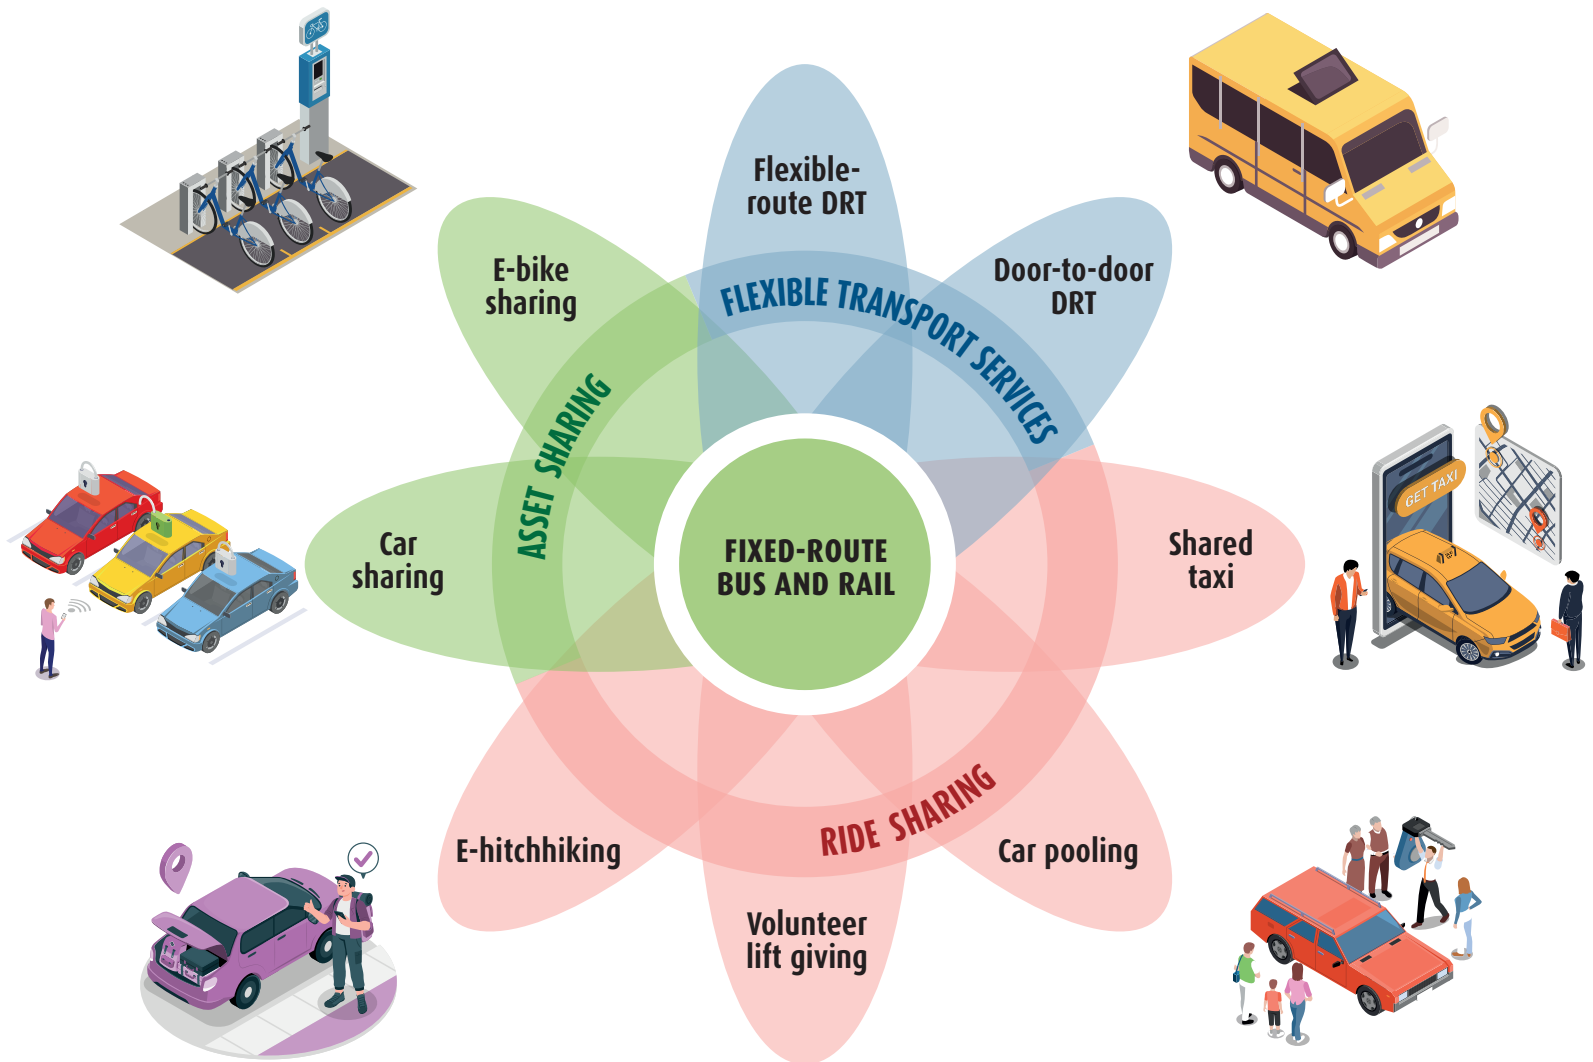 Flexible-
route DRT
E-bike
sharing
Door-to-door
DRT
FLEXIBLE TRANSPORT SERVICES
ASSET SHARING
GET TAXI
Car
sharing
FIXED-ROUTE
BUS AND RAIL
Shared
taxi
RIDE SHARING
E-hitchhiking
Car pooling
Volunteer
lift giving